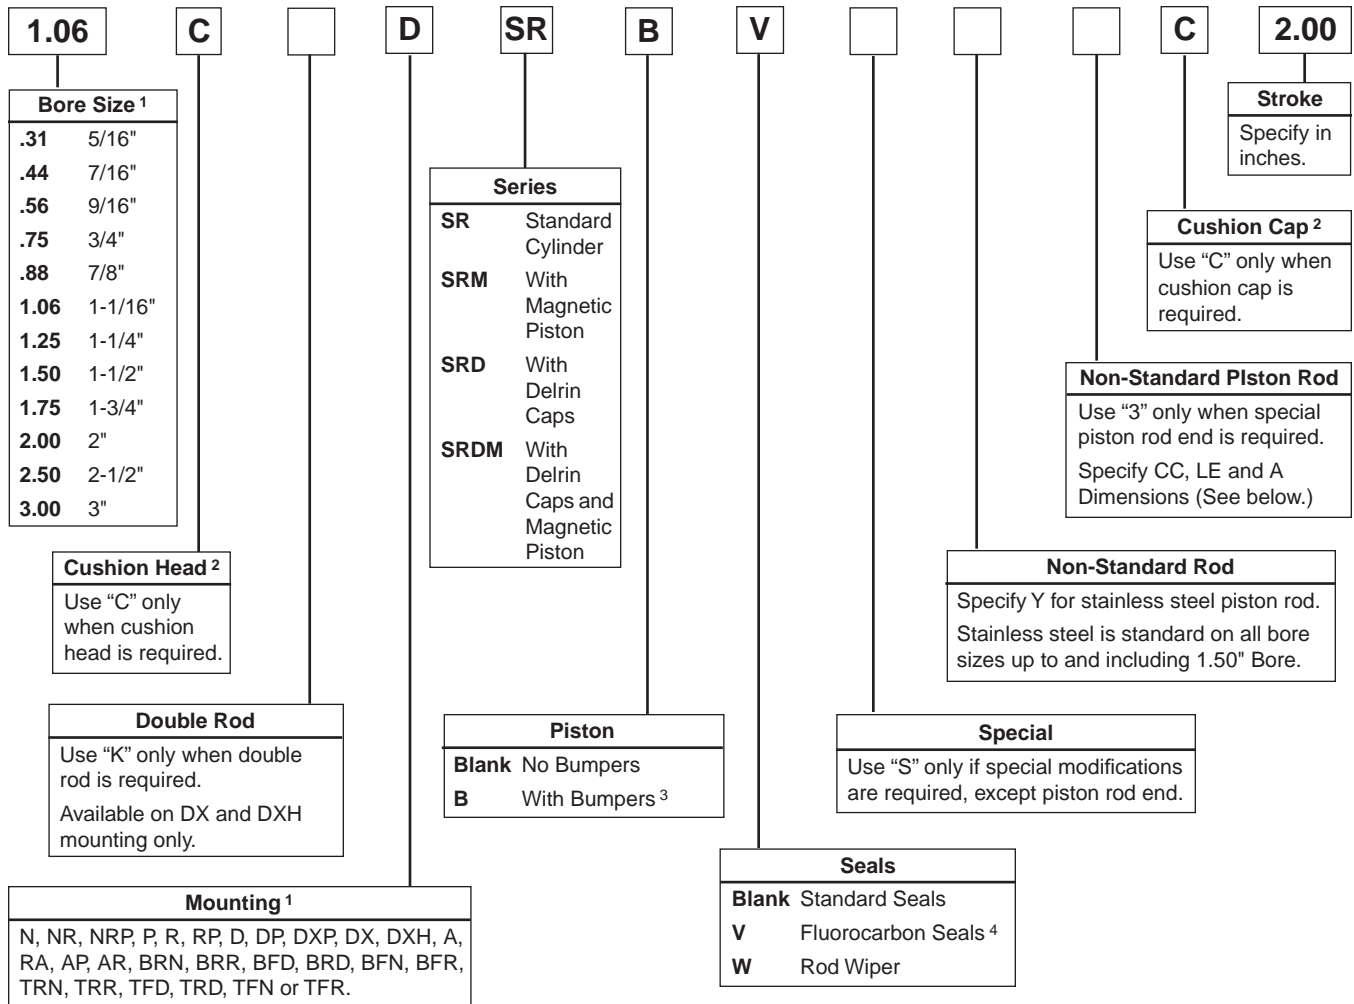 1.06 C D SR B V C 2.00
Bore Size 1
.31 5/16"
.44 7/16"
.56 9/16"
.75 3/4"
.88 7/8"
1.06 1-1/16"
1.25 1-1/4"
1.50 1-1/2"
1.75 1-3/4"
2.00 2"
2.50 2-1/2"
3.00 3"
Cushion Head 2
Use “C” only
when cushion
head is required.
Double Rod
Use “K” only when double
rod is required.
Available on DX and DXH
mounting only.
Mounting 1
N, NR, NRP, P, R, RP, D, DP, DXP, DX, DXH, A,
RA, AP, AR, BRN, BRR, BFD, BRD, BFN, BFR,
TRN, TRR, TFD, TRD, TFN or TFR.
Series
SR Standard
Cylinder
SRM With
Magnetic
Piston
SRD With
Delrin
Caps
SRDM With
Delrin
Caps and
Magnetic
Piston
Piston
Blank No Bumpers
B With Bumpers 3
Seals
Blank Standard Seals
V Fluorocarbon Seals 4
W Rod Wiper
Special
Use “S” only if special modifications
are required, except piston rod end.
Non-Standard Rod
Specify Y for stainless steel piston rod.
Stainless steel is standard on all bore
sizes up to and including 1.50" Bore.
Non-Standard PIston Rod
Use “3” only when special
piston rod end is required.
Specify CC, LE and A
Dimensions (See below.)
Cushion Cap 2
Use “C” only when
cushion cap is
required.
Stroke
Specify in
inches.